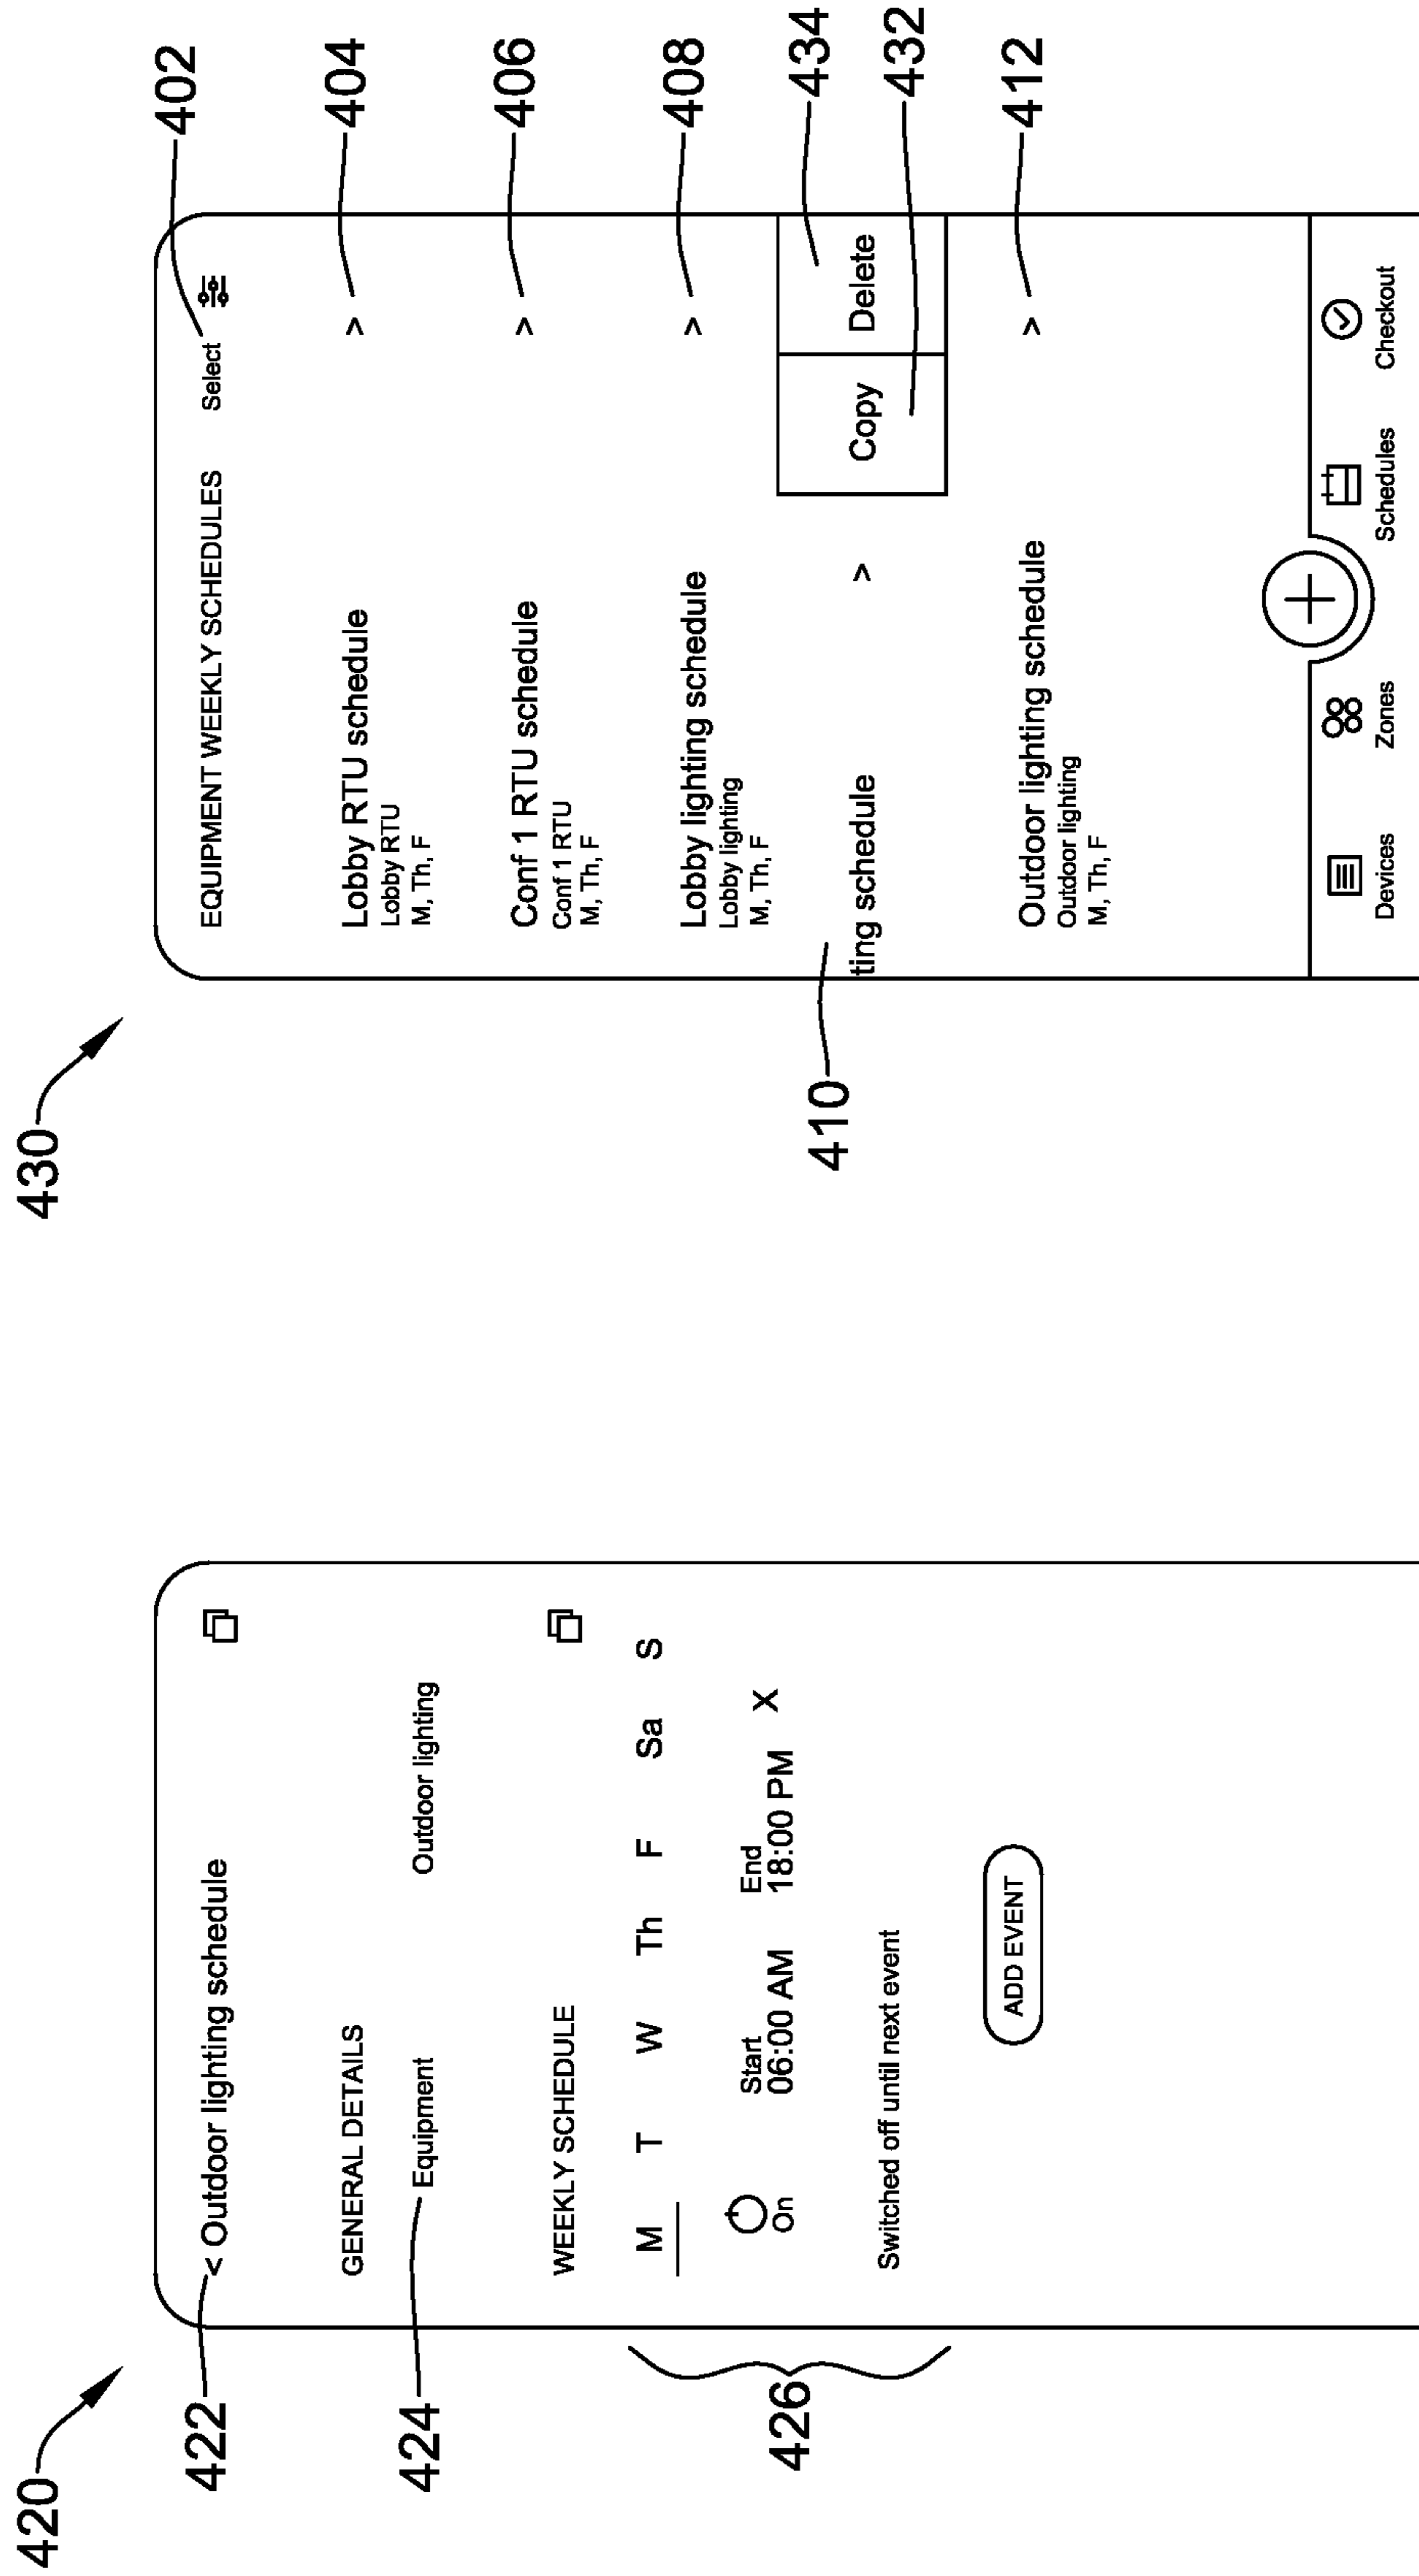 420
422
< Outdoor lighting schedule
GENERAL DETAILS
424
Equipment Outdoor lighting
WEEKLY SCHEDULE
M T W Th F Sa S
426
Start End
On 06:00 AM 18:00 PM X
Switched off until next event
ADD EVENT
430
402
EQUIPMENT WEEKLY SCHEDULES Select
Lobby RTU schedule > 404
Lobby RTU
M, Th, F
Conf 1 RTU schedule > 406
Conf 1 RTU
M, Th, F
Lobby lighting schedule > 408
Lobby lighting
M, Th, F
434
410
ting schedule > Copy Delete
432
Outdoor lighting schedule > 412
Outdoor lighting
M, Th, F
Devices Zones + Schedules Checkout